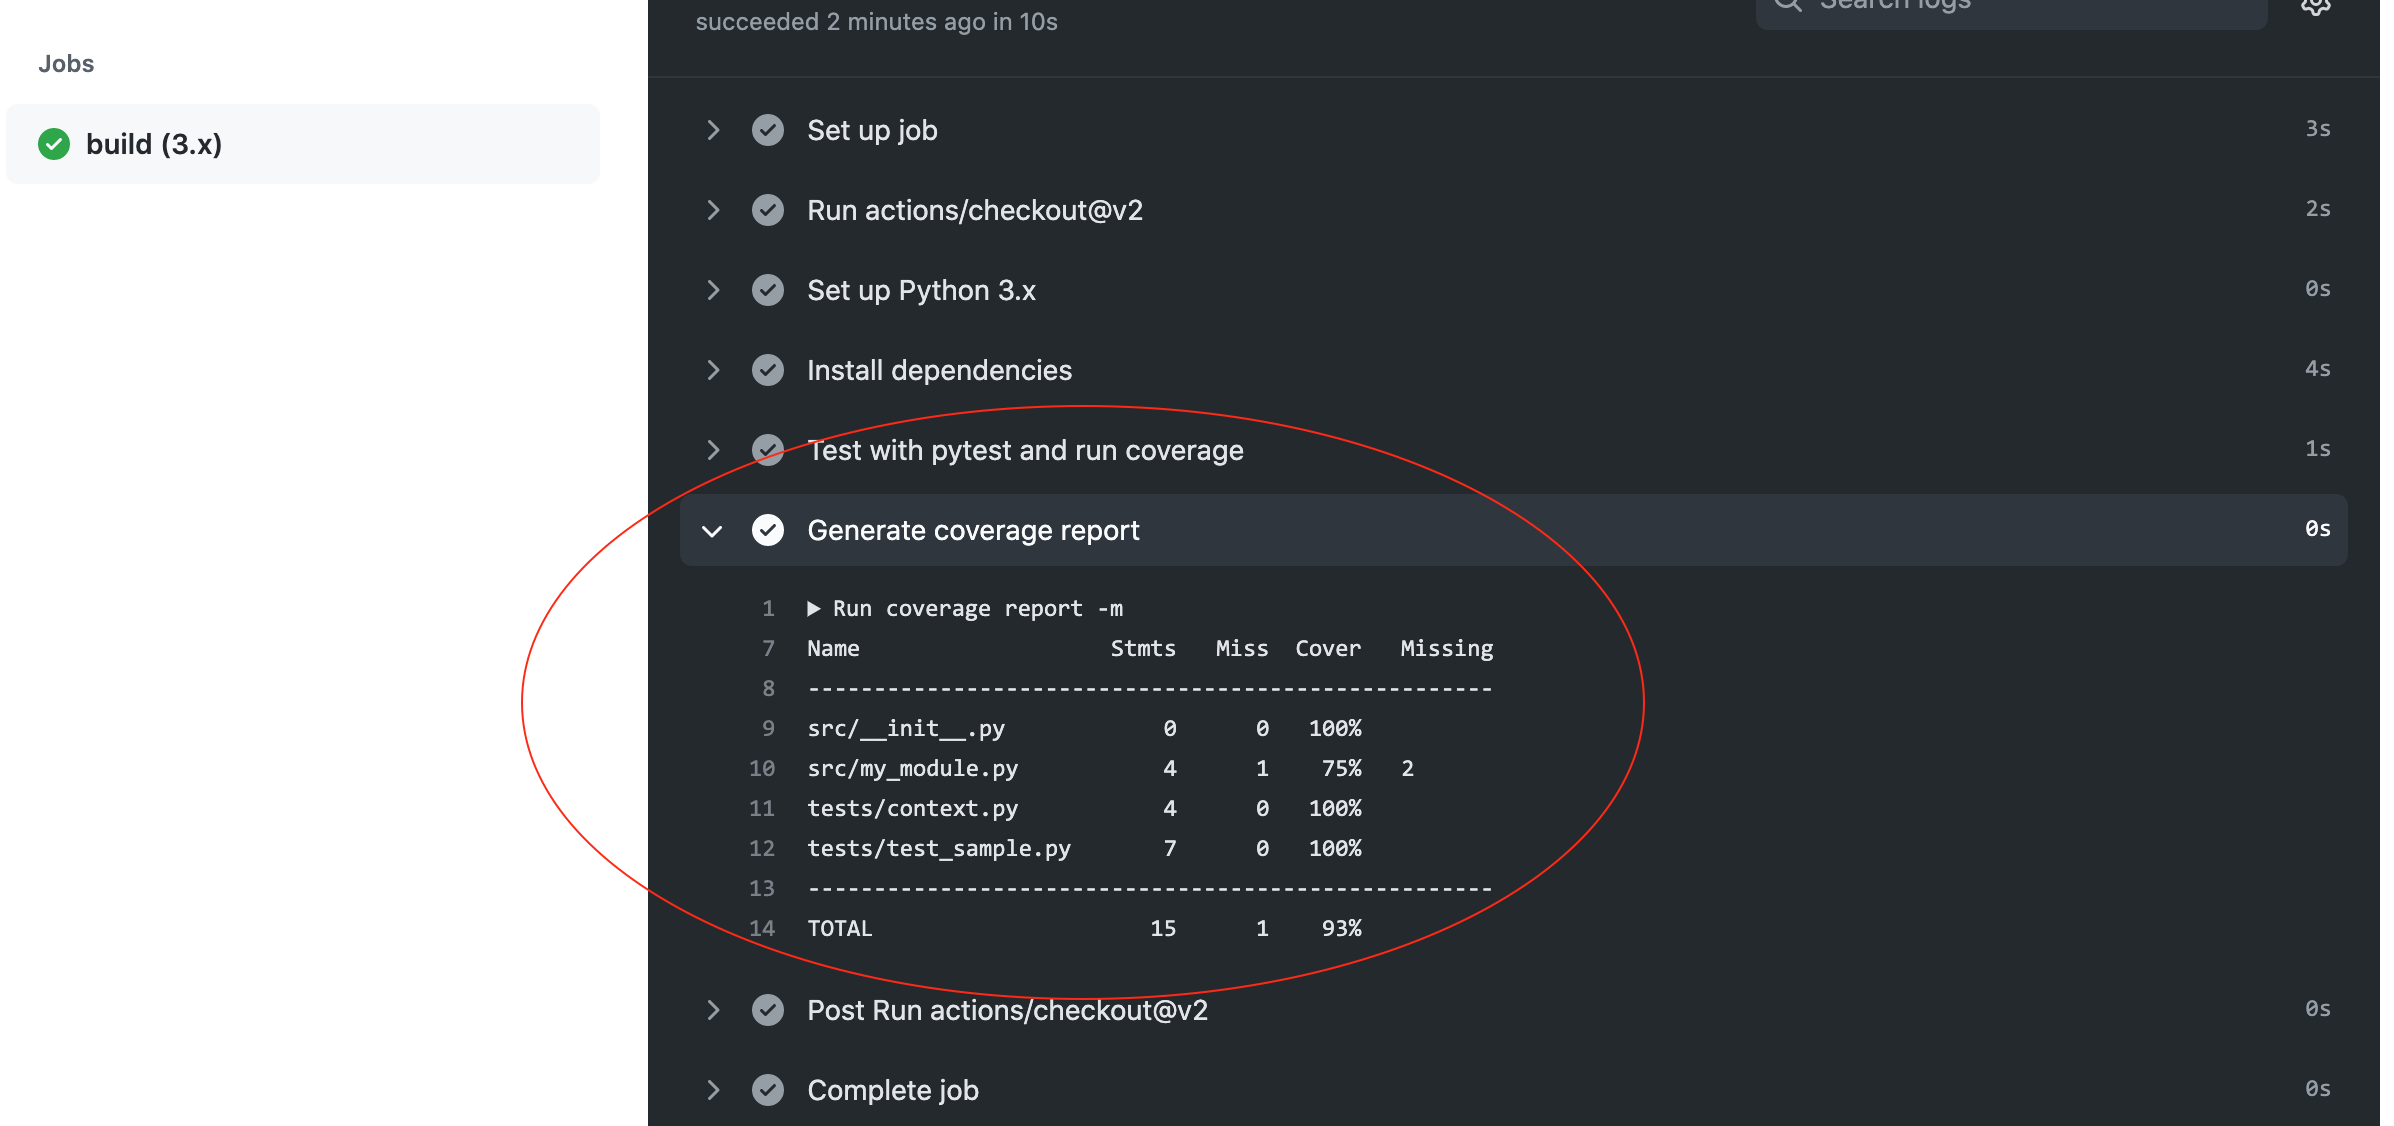 succeeded 2 minutes ago in 10s
Search logs
Jobs
build (3.x)
Set up job 3s
Run actions/checkout@v2 2s
Set up Python 3.x 0s
Install dependencies 4s
Test with pytest and run coverage 1s
Generate coverage report 0s
1 ▶ Run coverage report -m
7 Name Stmts Miss Cover Missing
8 ----------------------------------------------------
9 src/__init__.py 0 0 100%
10 src/my_module.py 4 1 75% 2
11 tests/context.py 4 0 100%
12 tests/test_sample.py 7 0 100%
13 ----------------------------------------------------
14 TOTAL 15 1 93%
Post Run actions/checkout@v2 0s
Complete job 0s